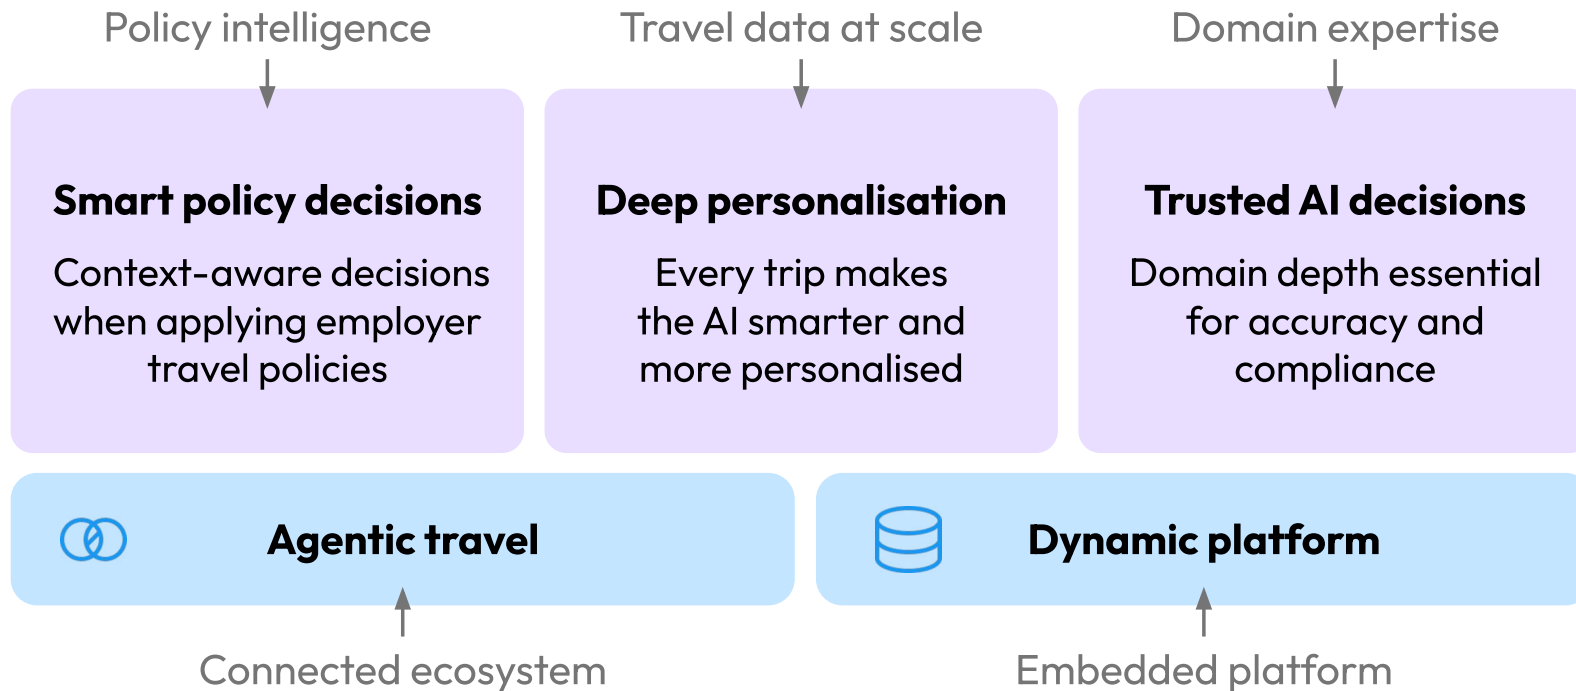 Policy intelligence
Travel data at scale
Domain expertise
Smart policy decisions
Context-aware decisions
when applying employer
travel policies
Deep personalisation
Every trip makes
the AI smarter and
more personalised
Trusted AI decisions
Domain depth essential
for accuracy and
compliance
Agentic travel
Dynamic platform
Connected ecosystem
Embedded platform